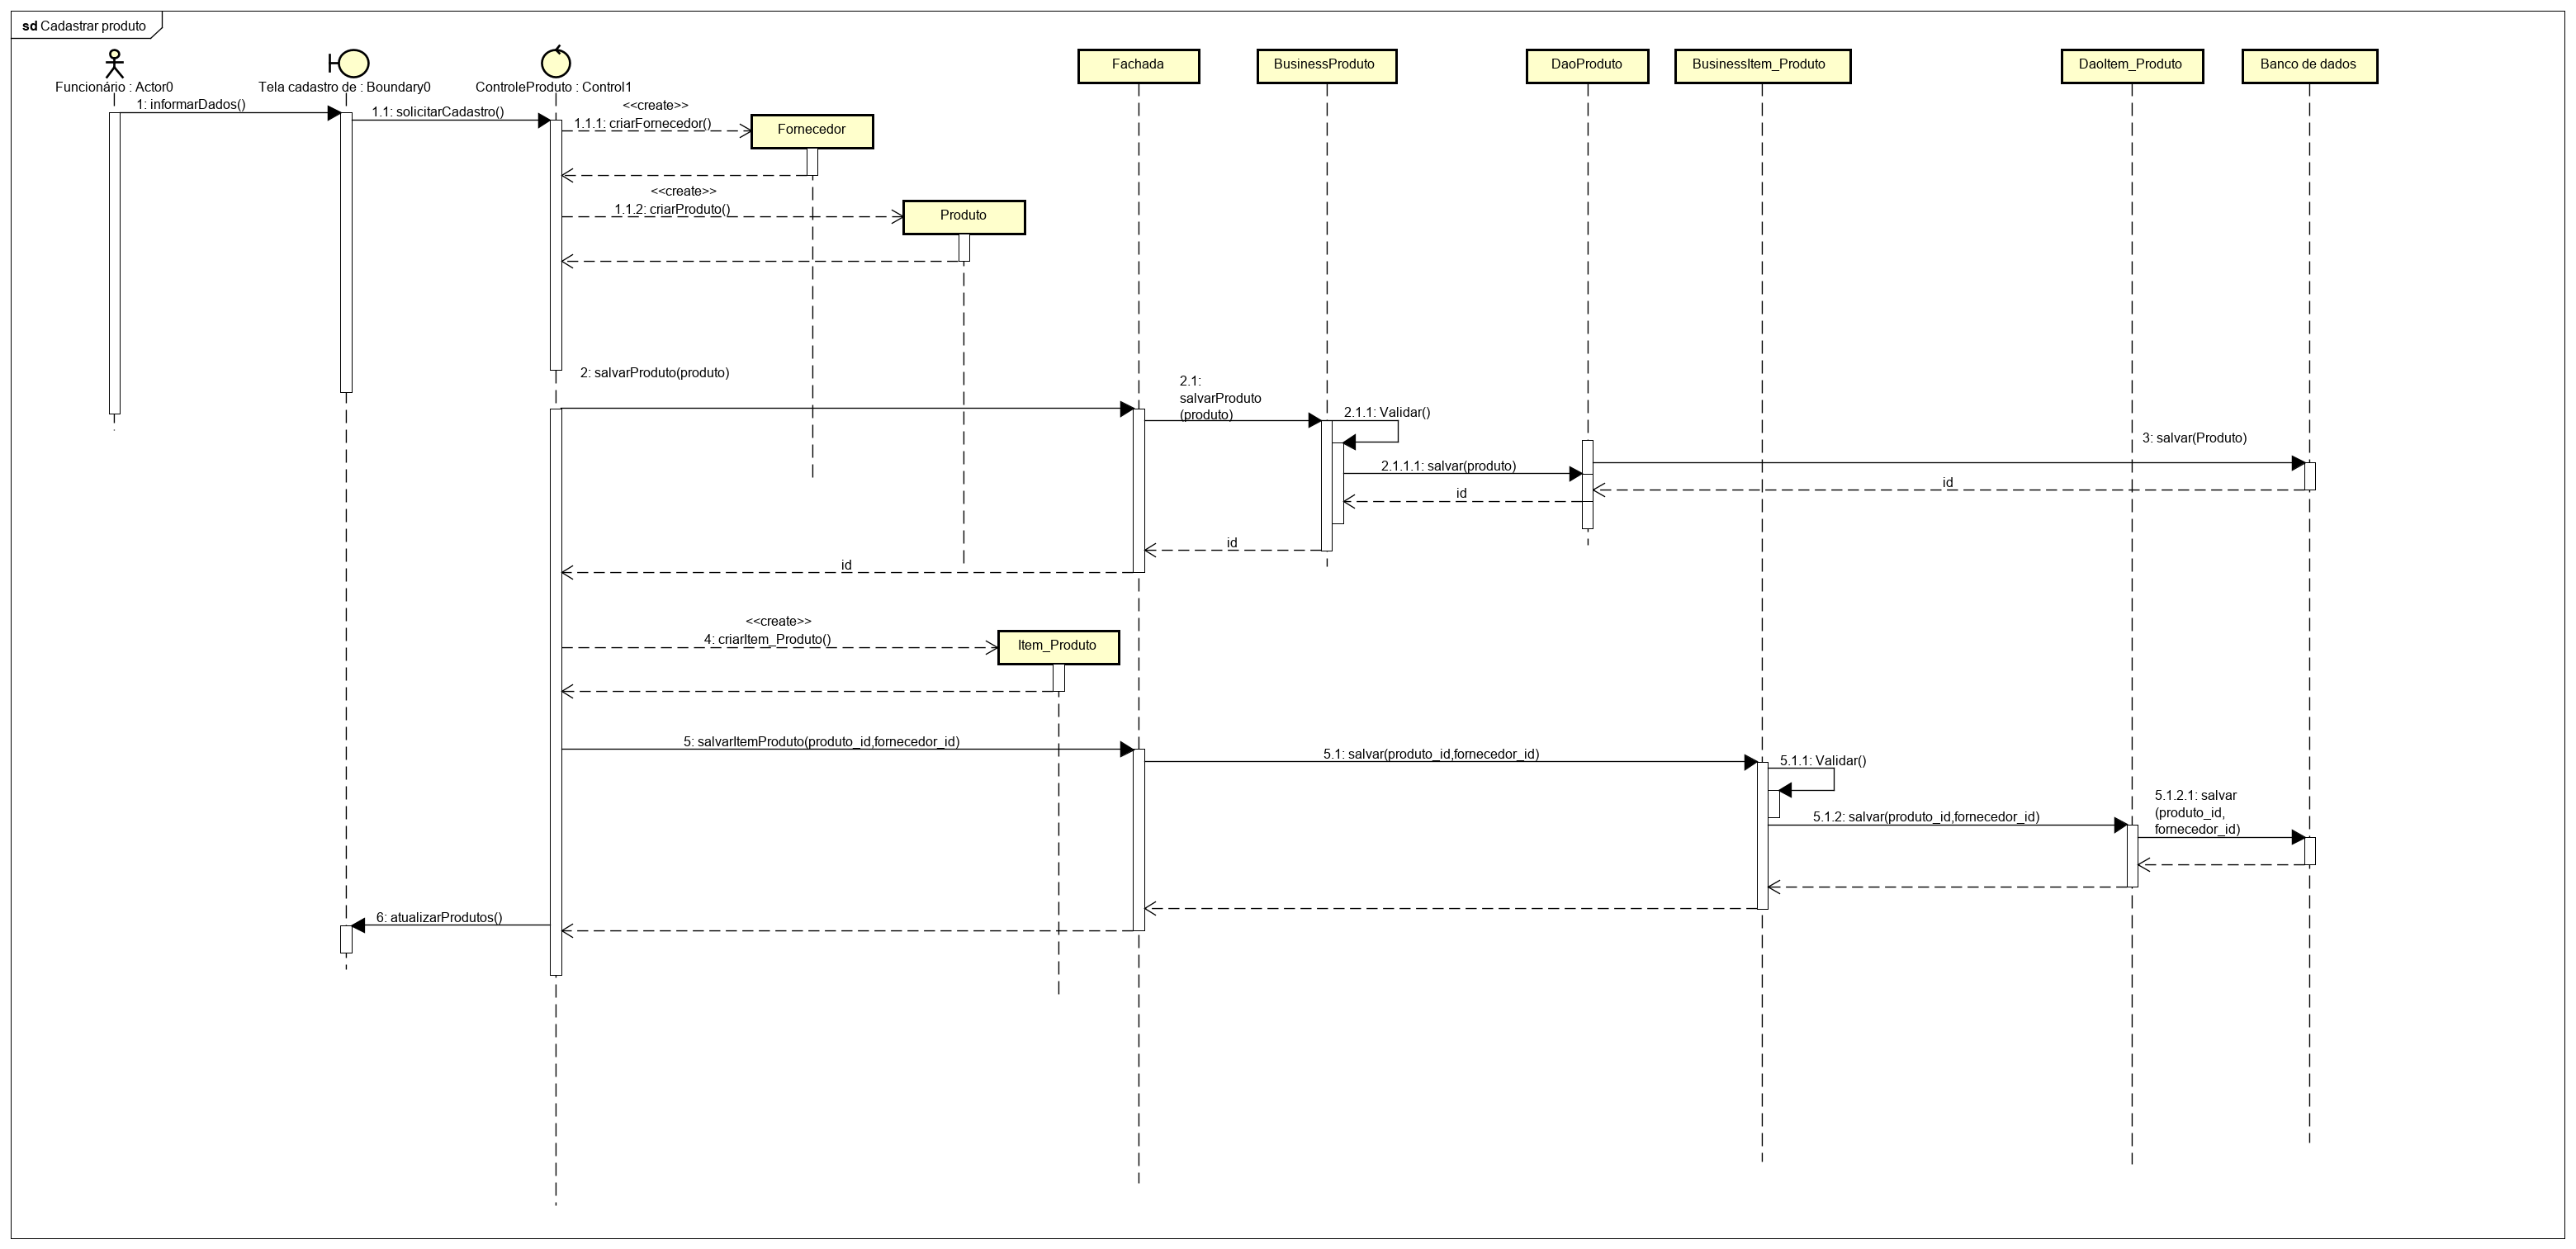 sd Cadastrar produto
Funcionário : Actor0
Tela cadastro de : Boundary0
ControleProduto : Control1
Fachada
BusinessProduto
DaoProduto
BusinessItem_Produto
DaoItem_Produto
Banco de dados
1: informarDados()
1.1: solicitarCadastro()
<<create>>
1.1.1: criarFornecedor()
Fornecedor
<<create>>
1.1.2: criarProduto()
Produto
2: salvarProduto(produto)
2.1:
salvarProduto
(produto)
2.1.1: Validar()
3: salvar(Produto)
2.1.1.1: salvar(produto)
id
id
id
id
<<create>>
4: criarItem_Produto()
Item_Produto
5: salvarItemProduto(produto_id,fornecedor_id)
5.1: salvar(produto_id,fornecedor_id)
5.1.1: Validar()
5.1.2: salvar(produto_id,fornecedor_id)
5.1.2.1: salvar
(produto_id,
fornecedor_id)
6: atualizarProdutos()